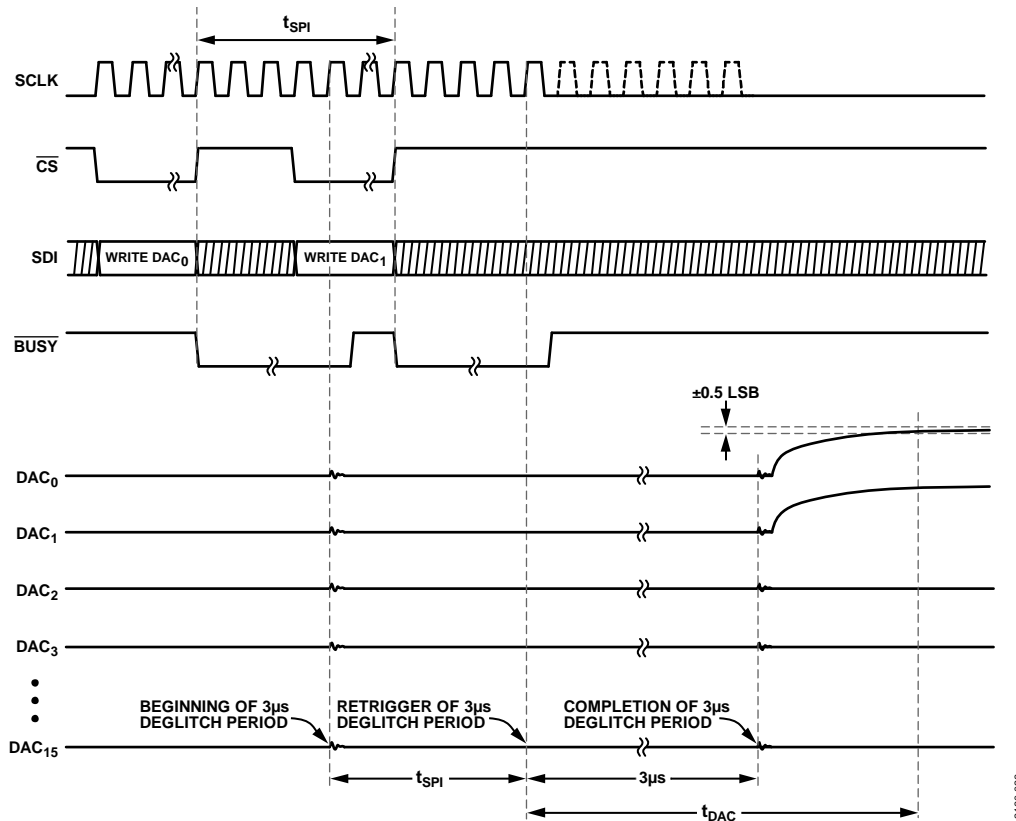 tSPI
SCLK
CS
SDI
WRITE DAC0
WRITE DAC1
BUSY
±0.5 LSB
DAC0
DAC1
DAC2
DAC3
BEGINNING OF 3µs
DEGLITCH PERIOD
RETRIGGER OF 3µs
DEGLITCH PERIOD
COMPLETION OF 3µs
DEGLITCH PERIOD
DAC15
tSPI
3µs
tDAC